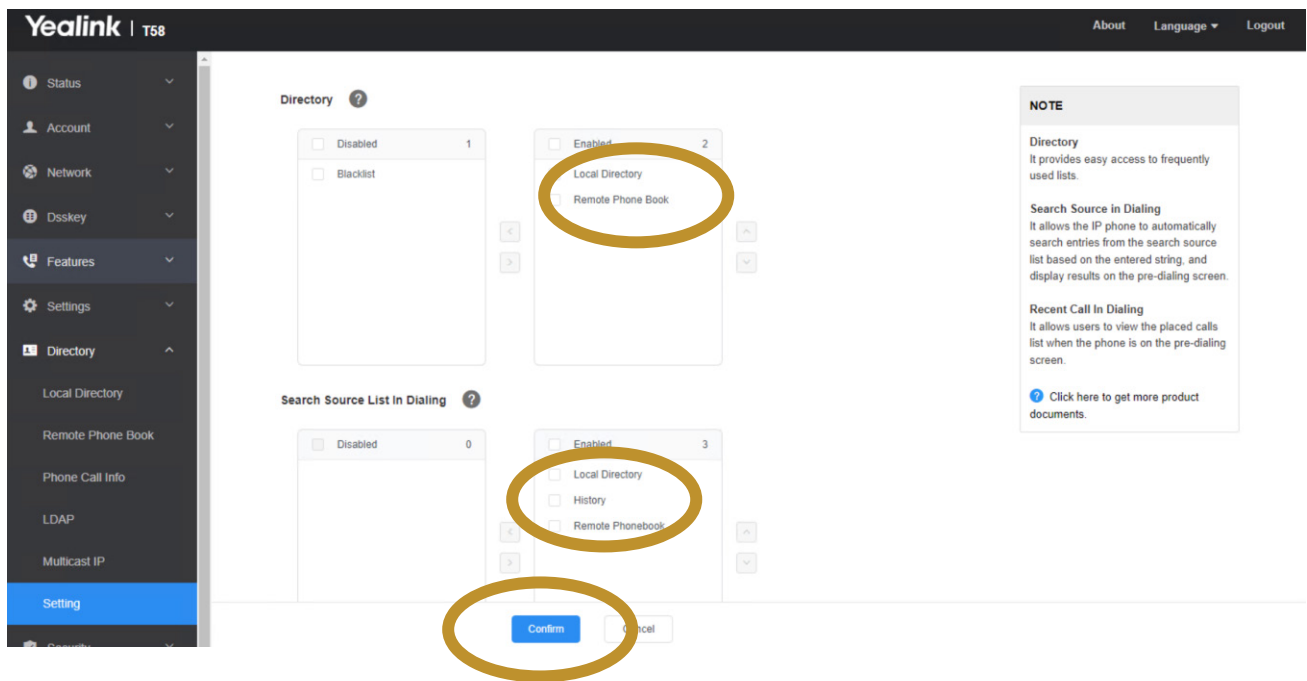 Yealink | T58
About Language Logout
Status
Account
Network
Dsskey
Features
Settings
Directory
Local Directory
Remote Phone Book
Phone Call Info
LDAP
Multicast IP
Setting
Security
Directory ?
Disabled 1
Blacklist
Enabled 2
Local Directory
Remote Phone Book
Search Source List In Dialing ?
Disabled 0
Enabled 3
Local Directory
History
Remote Phonebook
Confirm
Cancel
NOTE
Directory
It provides easy access to frequently
used lists.
Search Source in Dialing
It allows the IP phone to automatically
search entries from the search source
list based on the entered string, and
display results on the pre-dialing screen.
Recent Call In Dialing
It allows users to view the placed calls
list when the phone is on the pre-dialing
screen.
? Click here to get more product
documents.